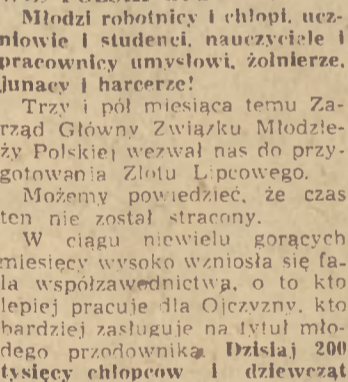 Młodzi robotnicy i chłopi, ucz-
niowie i studenci, nauczyciele i
pracownicy umysłowi, żołnierze,
junacy i harcerze!
Trzy i pół miesiąca temu Za-
rząd Główny Związku Młodzie-
ży Polskiej wezwał nas do przy-
gotowania Zlotu Lipcowego.
Możemy powiedzieć, że czas
ten nie został stracony.
W ciągu niewielu gorących
miesięcy wysoko wzniosła się fa-
la współzawodnictwa, o to kto
lepiej pracuje dla Ojczyzny, kto
bardziej zasługuje na tytuł mło-
dego przodownika. Dzisiaj 200
tysięcy chłopców i dziewcząt